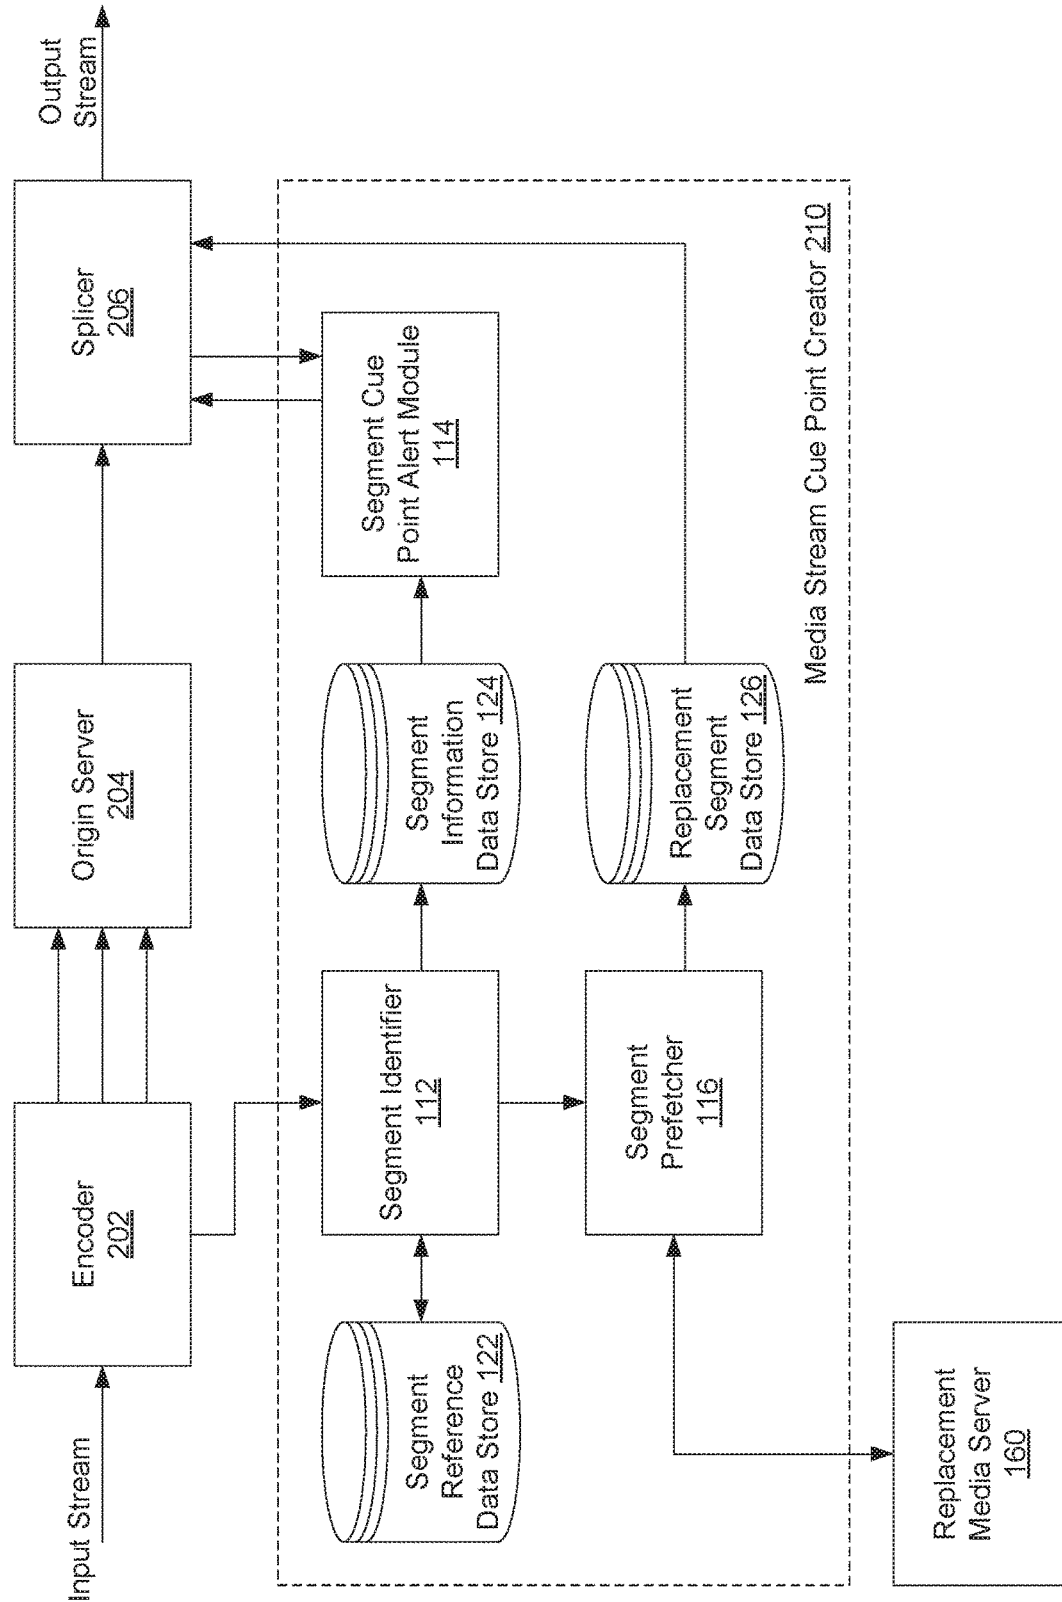 Input Stream
Encoder
202
Origin Server
204
Splicer
206
Output
Stream
Segment
Reference
Data Store 122
Segment Identifier
112
Segment
Information
Data Store 124
Segment Cue
Point Alert Module
114
Segment
Prefetcher
116
Replacement
Segment
Data Store 126
Media Stream Cue Point Creator 210
Replacement
Media Server
160